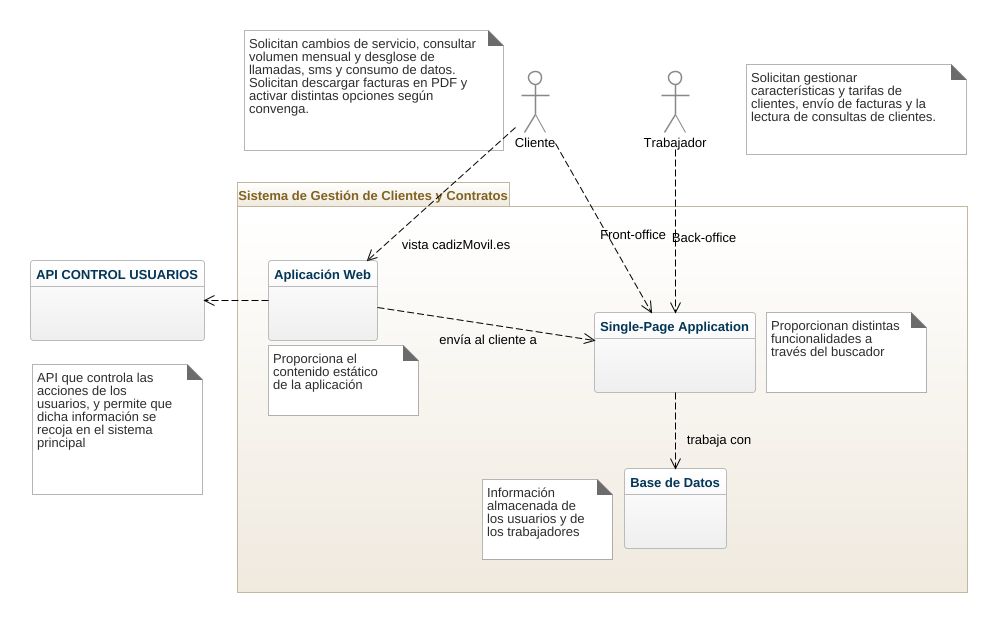 Solicitan cambios de servicio, consultar
volumen mensual y desglose de
llamadas, sms y consumo de datos.
Solicitan descargar facturas en PDF y
activar distintas opciones según
convenga.
Cliente
Trabajador
Solicitan gestionar
características y tarifas de
clientes, envío de facturas y la
lectura de consultas de clientes.
Sistema de Gestión de Clientes y Contratos
vista cadizMovil.es
Front-office
Back-office
API CONTROL USUARIOS
Aplicación Web
Single-Page Application
Proporcionan distintas
funcionalidades a
través del buscador
envía al cliente a
Proporciona el
contenido estático
de la aplicación
API que controla las
acciones de los
usuarios, y permite que
dicha información se
recoja en el sistema
principal
trabaja con
Información
almacenada de
los usuarios y de
los trabajadores
Base de Datos